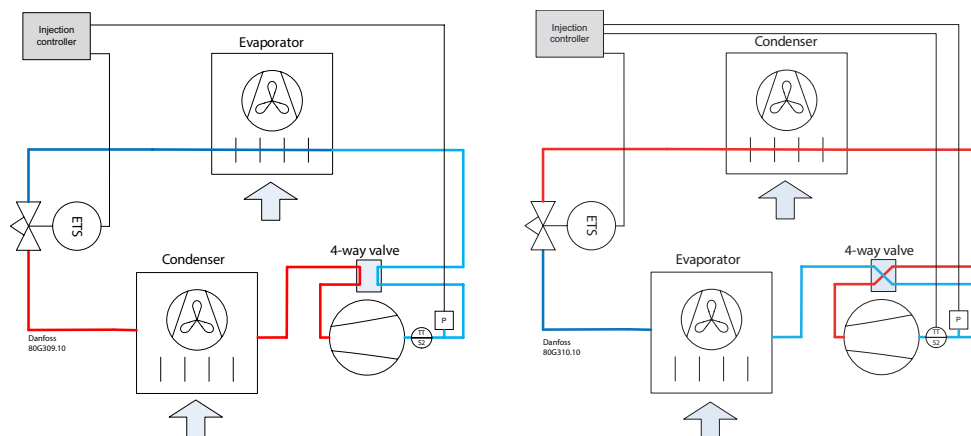 Injection
controller
Evaporator
ETS
Condenser
4-way valve
P
TT
S2
Danfoss
80G309.10
Injection
controller
Condenser
ETS
4-way valve
Evaporator
P
TT
S2
Danfoss
80G310.10